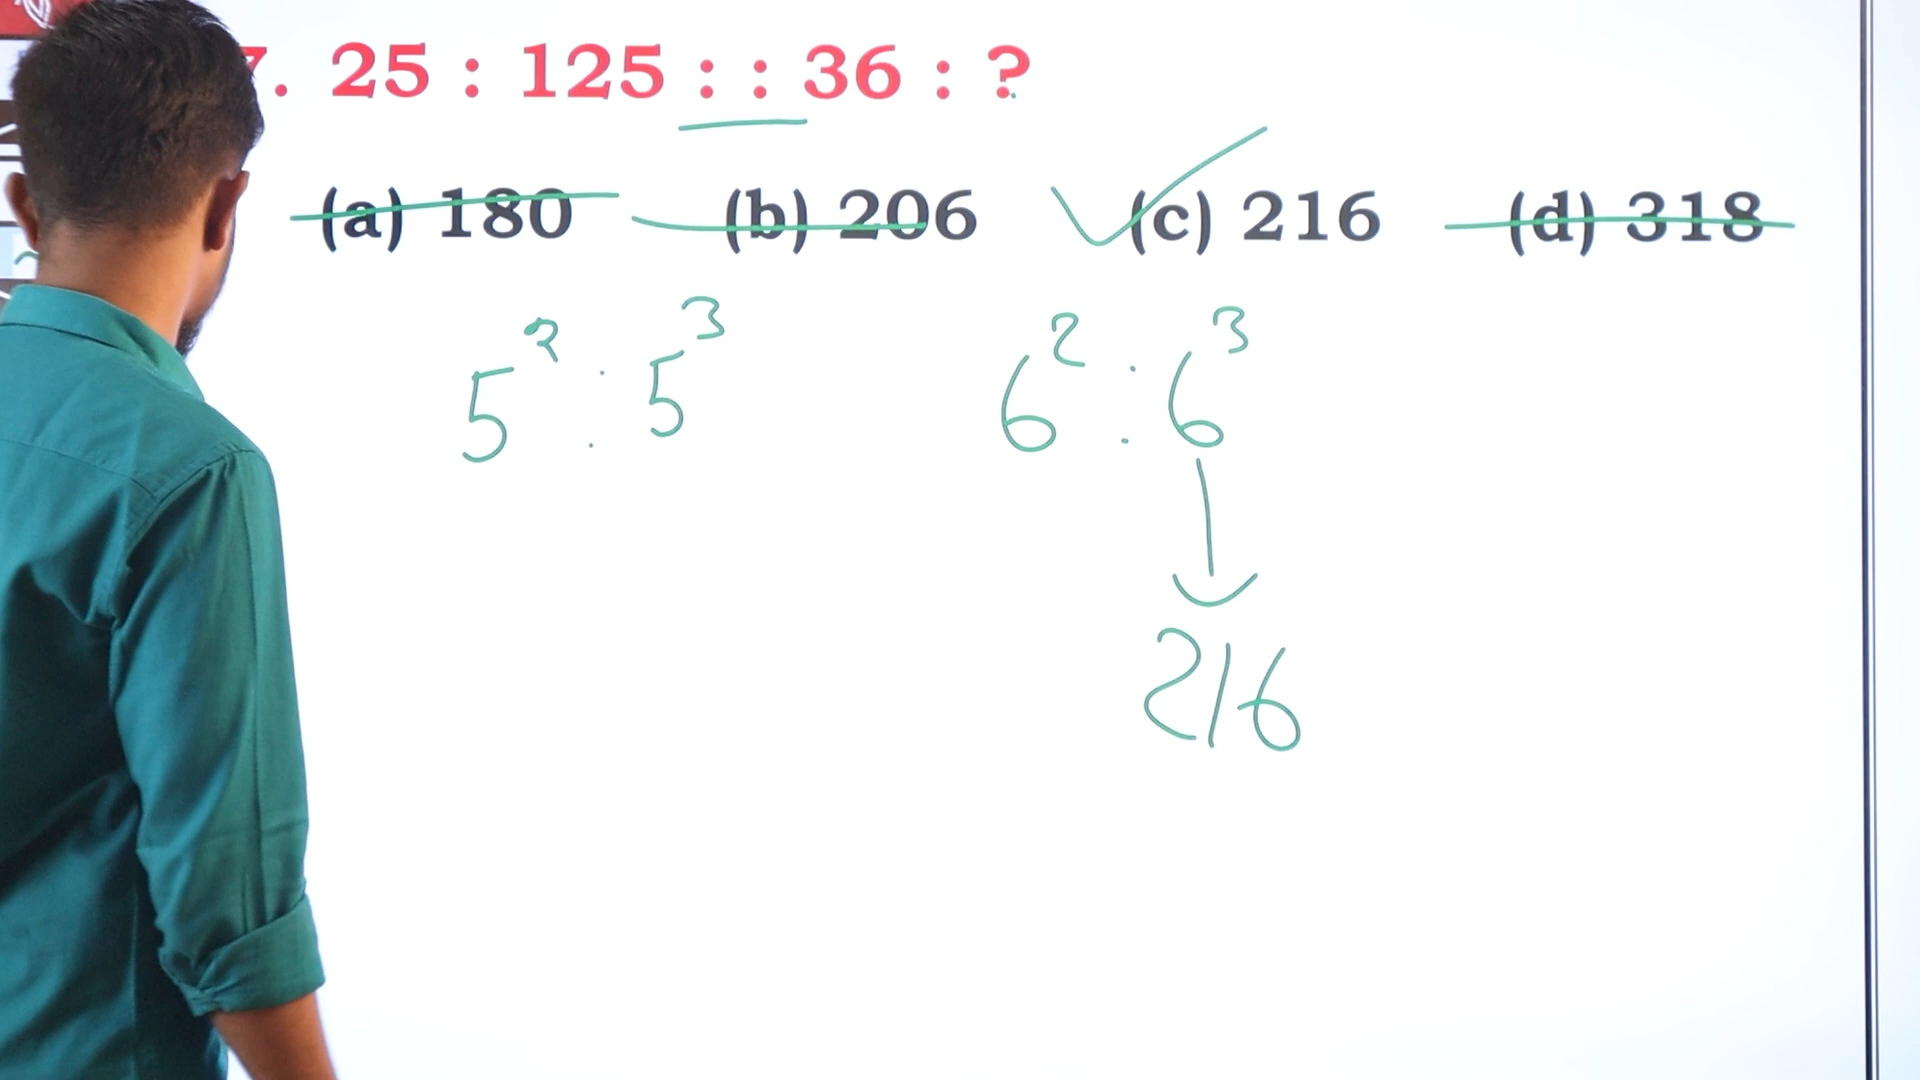 7. 25 : 125 : : 36 : ?
(a) 180 (b) 206 (c) 216 (d) 318
5² : 5³ 6² : 6³
216